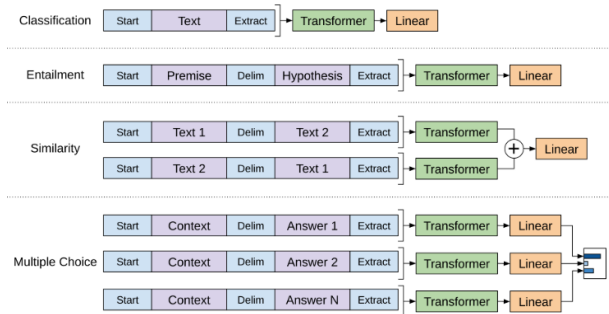 Classification Start Text Extract Transformer Linear
Entailment Start Premise Delim Hypothesis Extract Transformer Linear
Similarity
Start Text 1 Delim Text 2 Extract Transformer
+ Linear
Start Text 2 Delim Text 1 Extract Transformer
Multiple Choice
Start Context Delim Answer 1 Extract Transformer Linear
Start Context Delim Answer 2 Extract Transformer Linear
Start Context Delim Answer N Extract Transformer Linear